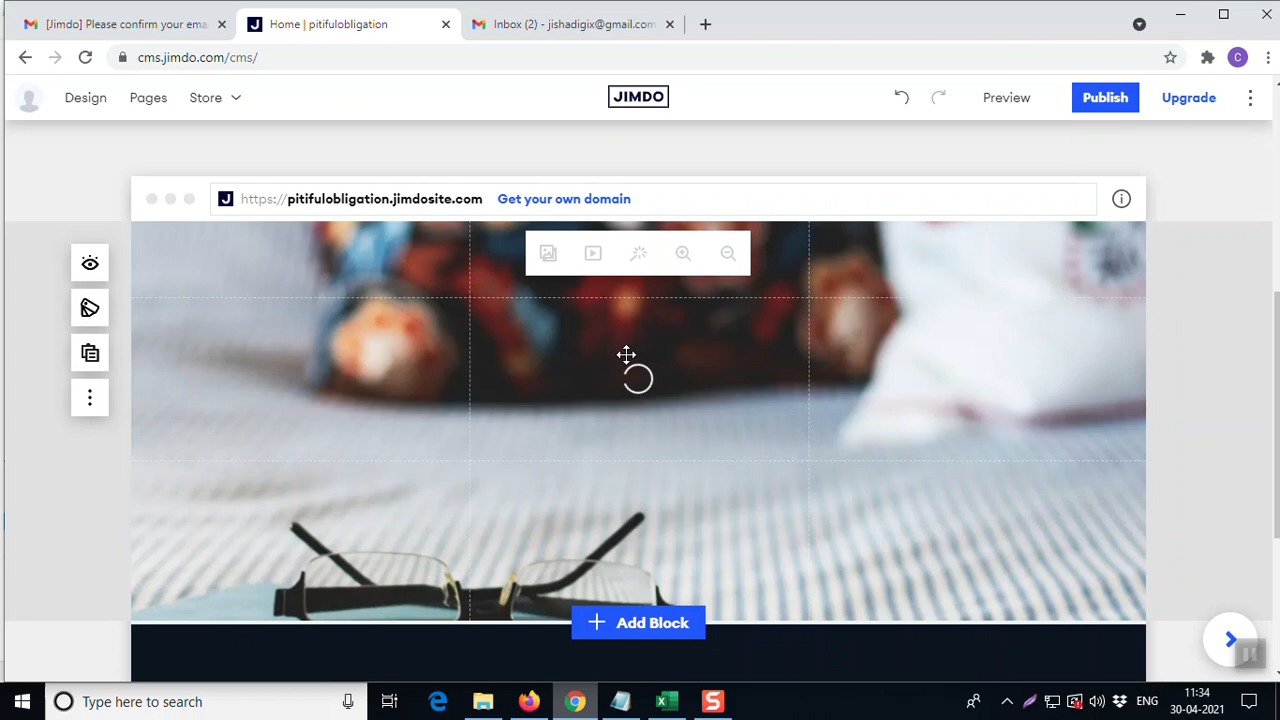 [Jimdo] Please confirm your ema
Home | pitifulobligation
Inbox (2) - jishadigix@gmail.com
cms.jimdo.com/cms/
C
Design
Pages
Store
JIMDO
Preview
Publish
Upgrade
J
https://pitifulobligation.jimdosite.com
Get your own domain
+ Add Block
Type here to search
ENG
11:34
30-04-2021